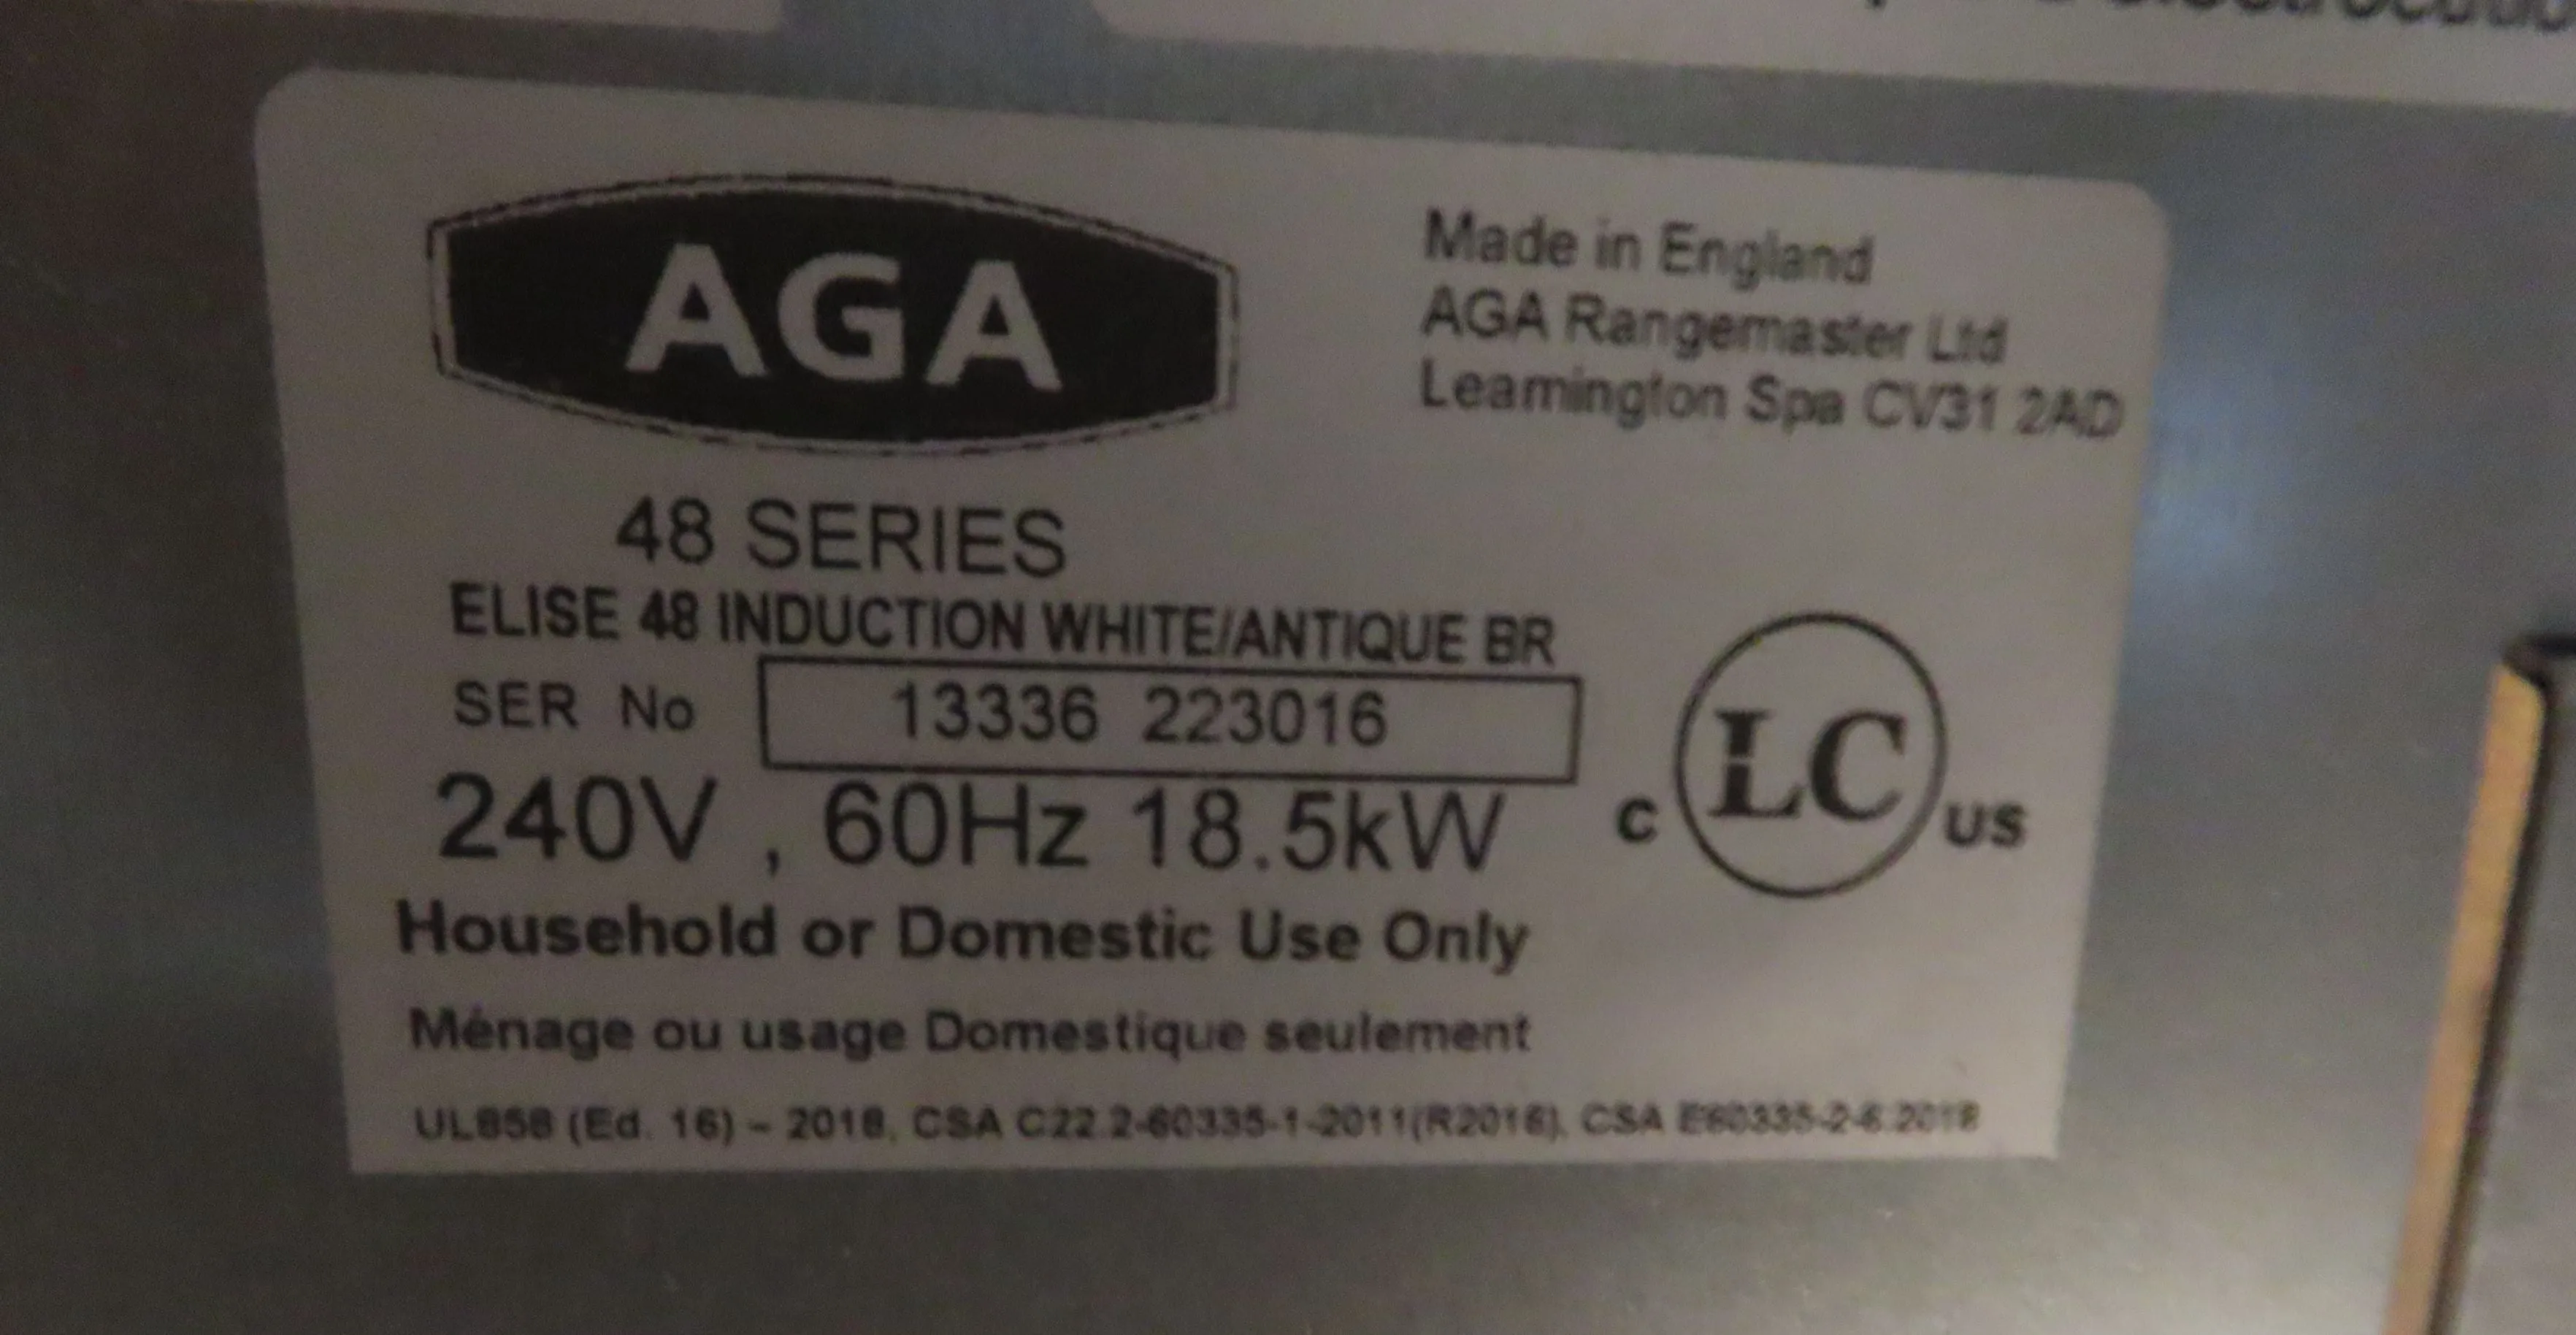 AGA
Made in England
AGA Rangemaster Ltd
Leamington Spa CV31 2AD
48 SERIES
ELISE 48 INDUCTION WHITE/ANTIQUE BR
SER No 13336 223016
240V , 60Hz 18.5kW
C LC US
Household or Domestic Use Only
Ménage ou usage Domestique seulement
UL858 (Ed. 16) – 2018, CSA C22.2-60335-1-2011(R2016), CSA E60335-2-6:2018